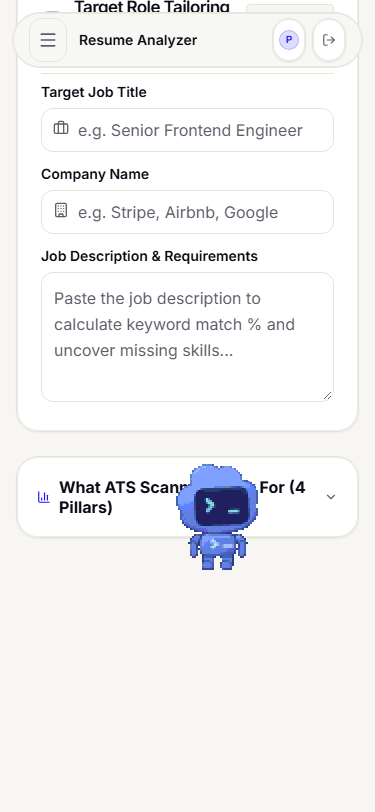 Target Role Tailoring
Resume Analyzer
P
Target Job Title
e.g. Senior Frontend Engineer
Company Name
e.g. Stripe, Airbnb, Google
Job Description & Requirements
Paste the job description to
calculate keyword match % and
uncover missing skills...
What ATS For (4
Pillars)